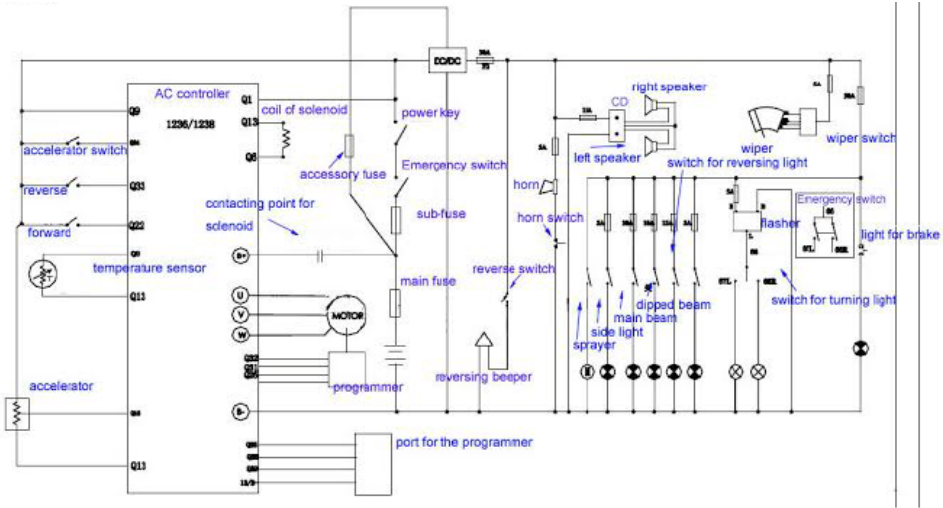 AC controller
1236/1238
Q1
coil of solenoid
Q13
Q6
Q9
accelerator switch
reverse
Q33
forward
Q22
temperature sensor
Q13
accelerator
Q13
contacting point for
solenoid
B+
U
V
W
MOTOR
Q32
programmer
B-
port for the programmer
DC/DC
accessory fuse
power key
Emergency switch
sub-fuse
main fuse
reverse switch
reversing beeper
horn
horn switch
5A
CD
right speaker
left speaker
switch for reversing light
wiper
wiper switch
Emergency switch
flasher
light for brake
switch for turning light
dipped beam
main beam
side light
sprayer